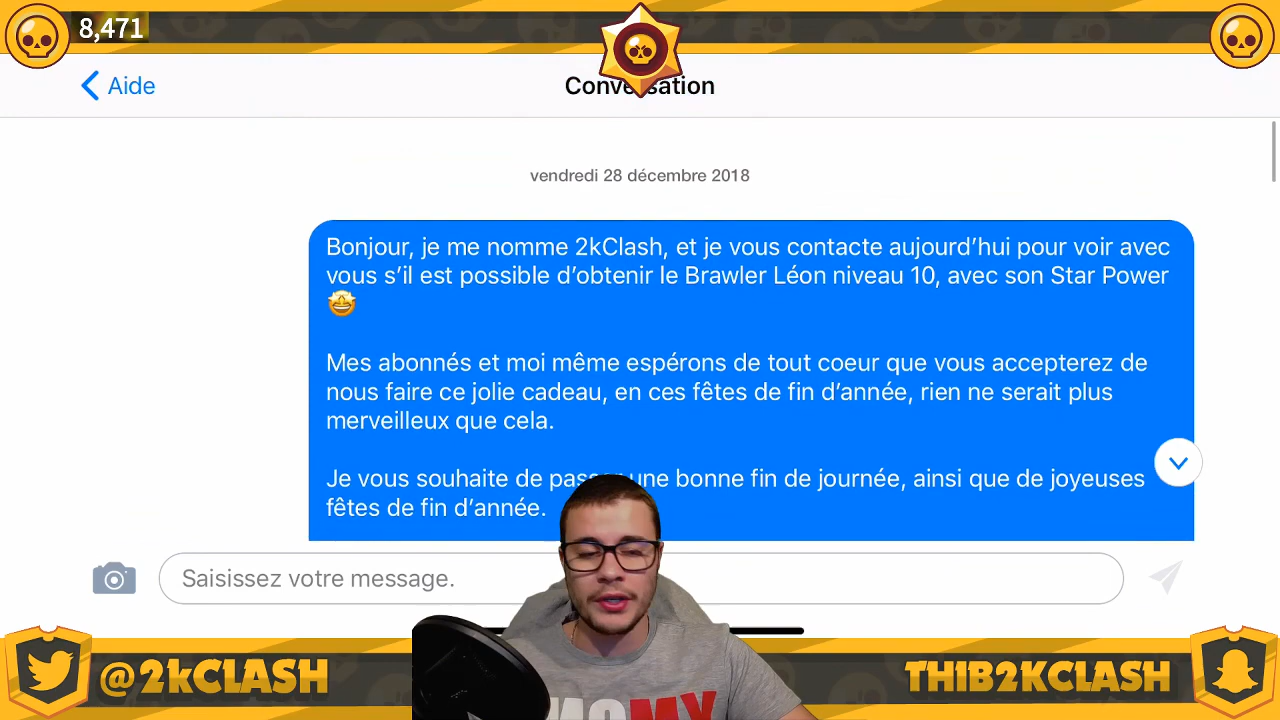 8,471
Aide
Conversation
vendredi 28 décembre 2018
Bonjour, je me nomme 2kClash, et je vous contacte aujourd'hui pour voir avec
vous s'il est possible d'obtenir le Brawler Léon niveau 10, avec son Star Power
🤩
Mes abonnés et moi même espérons de tout coeur que vous accepterez de
nous faire ce jolie cadeau, en ces fêtes de fin d'année, rien ne serait plus
merveilleux que cela.
Je vous souhaite de passer une bonne fin de journée, ainsi que de joyeuses
fêtes de fin d'année.
Saisissez votre message.
@2kCLASH
THIB2KCLASH